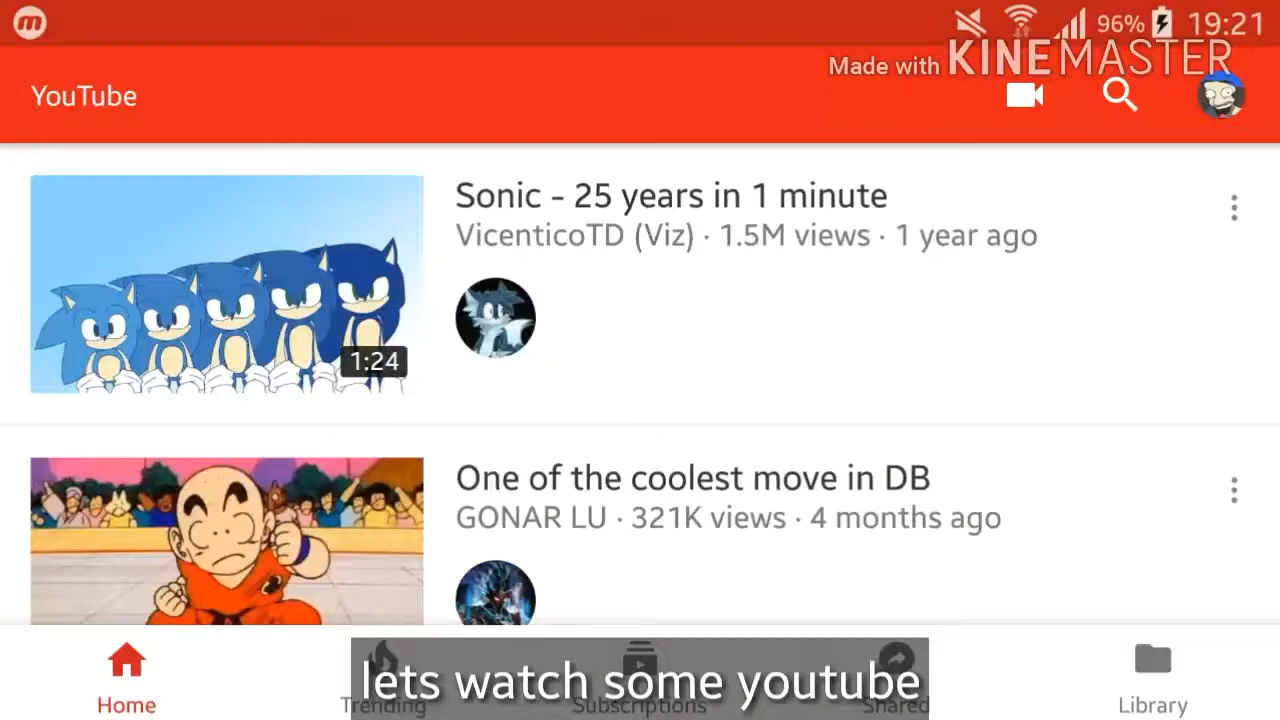 m 96% 19:21
Made with KINEMASTER
YouTube
Sonic - 25 years in 1 minute
VicenticoTD (Viz) · 1.5M views · 1 year ago
1:24
One of the coolest move in DB
GONAR LU · 321K views · 4 months ago
lets watch some youtube
Home Trending Subscriptions Shared Library